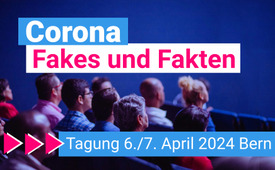 Corona
Fakes und Fakten
Tagung 6./7. April 2024 Bern